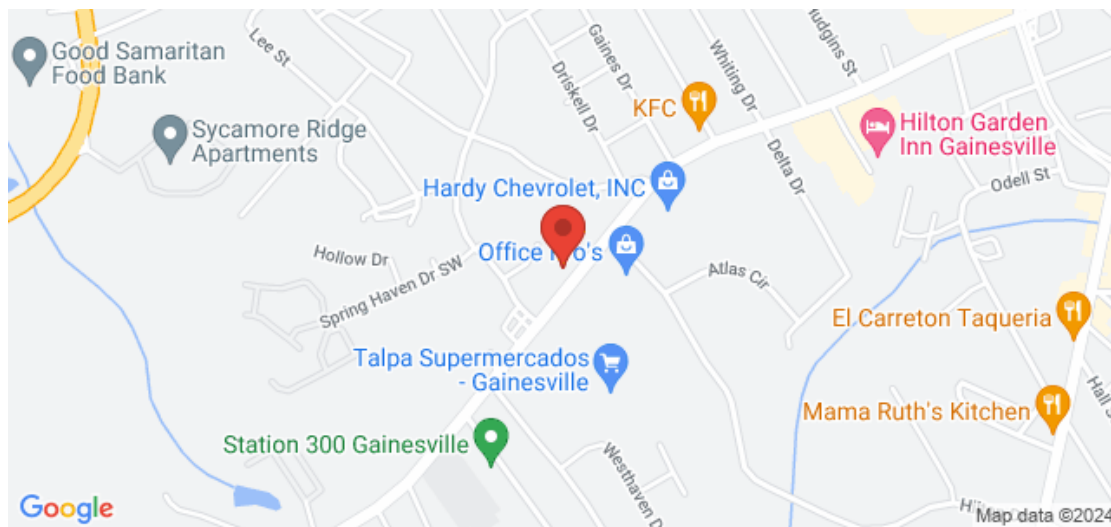 Good Samaritan
Food Bank
Lee St
Sycamore Ridge
Apartments
Gaines Dr
Driskell Dr
Whiting Dr
KFC
Hilton Garden
Inn Gainesville
Delta Dr
Odell St
Hardy Chevrolet, INC
Office
Hollow Dr
Spring Haven Dr SW
Atlas Cir
El Carreton Taqueria
Talpa Supermercados
- Gainesville
Mama Ruth's Kitchen
Station 300 Gainesville
Google
Map data ©2024